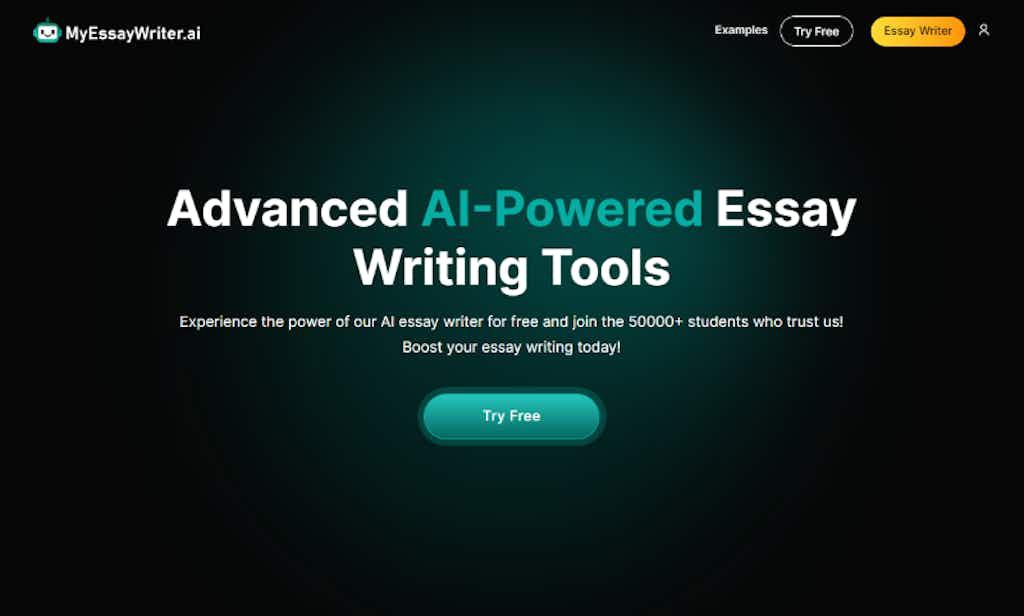 MyEssayWriter.ai
Examples
Try Free
Essay Writer
Advanced AI-Powered Essay
Writing Tools
Experience the power of our AI essay writer for free and join the 50000+ students who trust us!
Boost your essay writing today!
Try Free